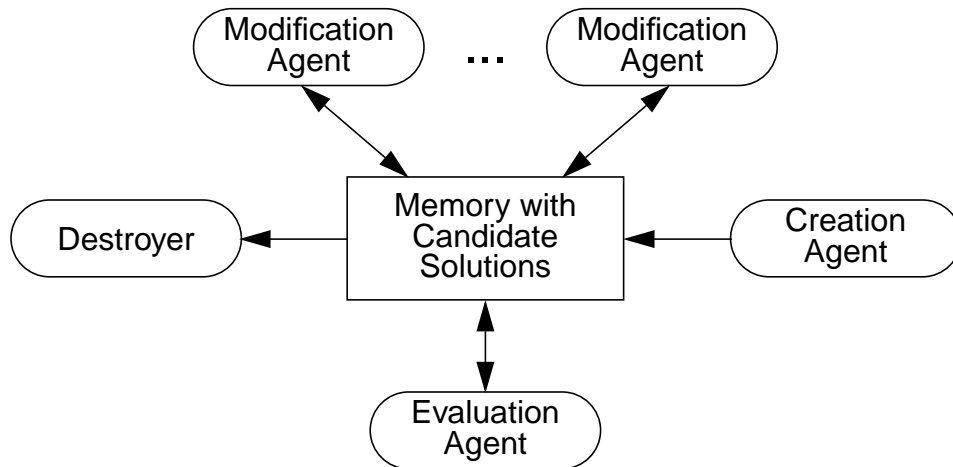 Modification
Agent
...
Modification
Agent
Destroyer
Memory with
Candidate
Solutions
Creation
Agent
Evaluation
Agent